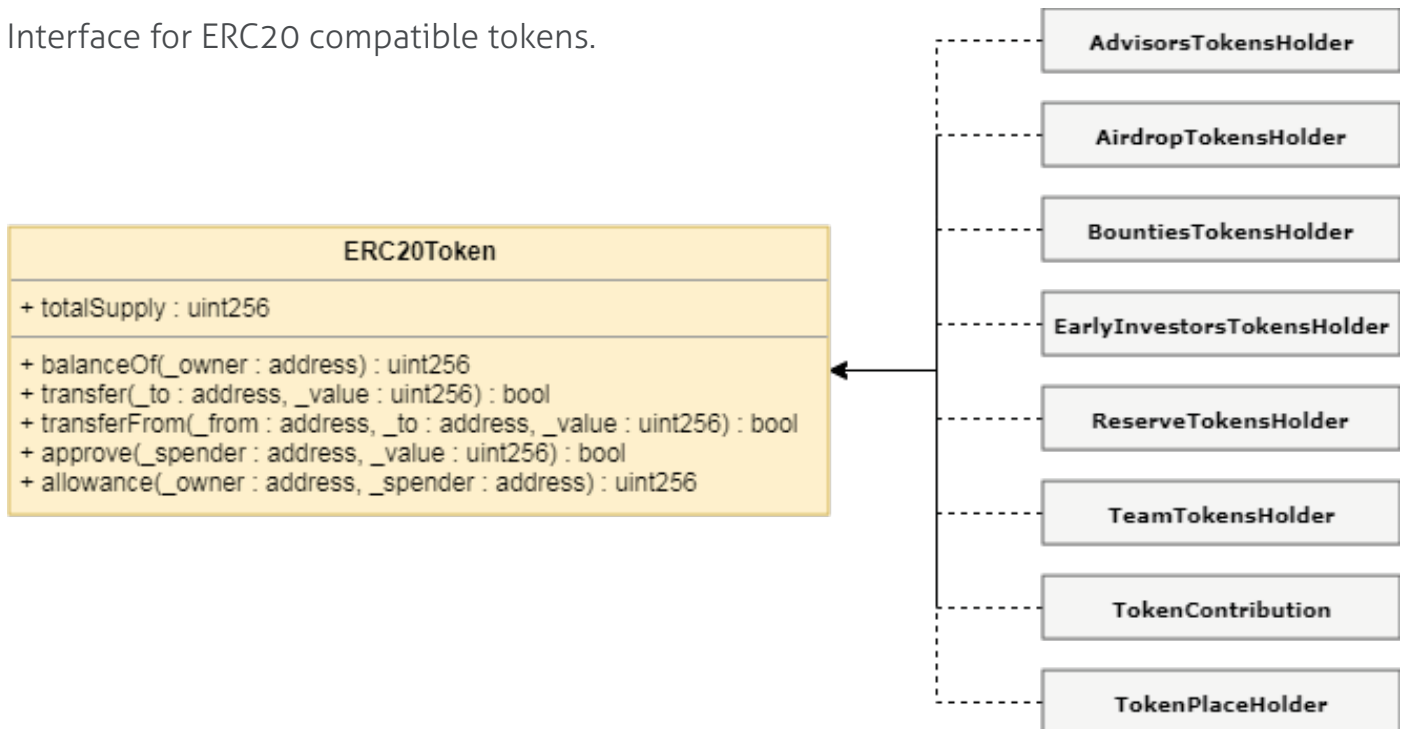 Interface for ERC20 compatible tokens.
ERC20Token
+ totalSupply : uint256
+ balanceOf(_owner : address) : uint256
+ transfer(_to : address, _value : uint256) : bool
+ transferFrom(_from : address, _to : address, _value : uint256) : bool
+ approve(_spender : address, _value : uint256) : bool
+ allowance(_owner : address, _spender : address) : uint256
AdvisorsTokensHolder
AirdropTokensHolder
BountiesTokensHolder
EarlyInvestorsTokensHolder
ReserveTokensHolder
TeamTokensHolder
TokenContribution
TokenPlaceHolder